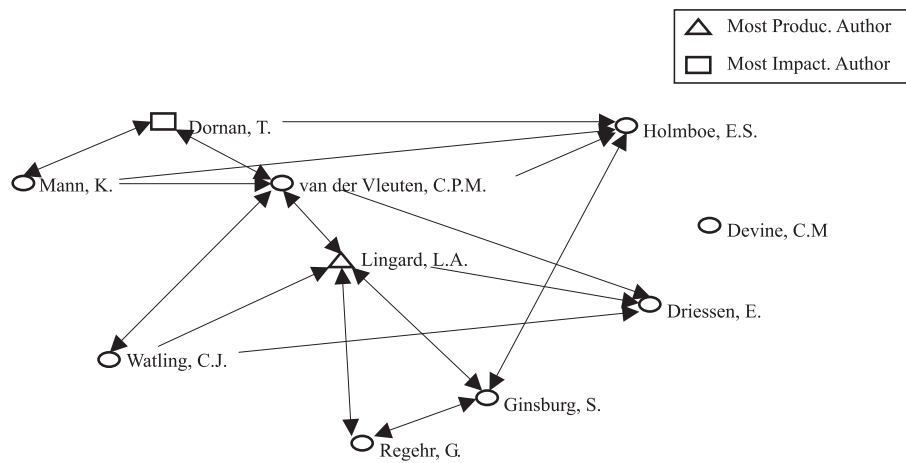 Most Produc. Author
Most Impact. Author
Dornan, T.
Holmboe, E.S.
Mann, K.
van der Vleuten, C.P.M.
Devine, C.M
Lingard, L.A.
Driessen, E.
Watling, C.J.
Ginsburg, S.
Regehr, G.